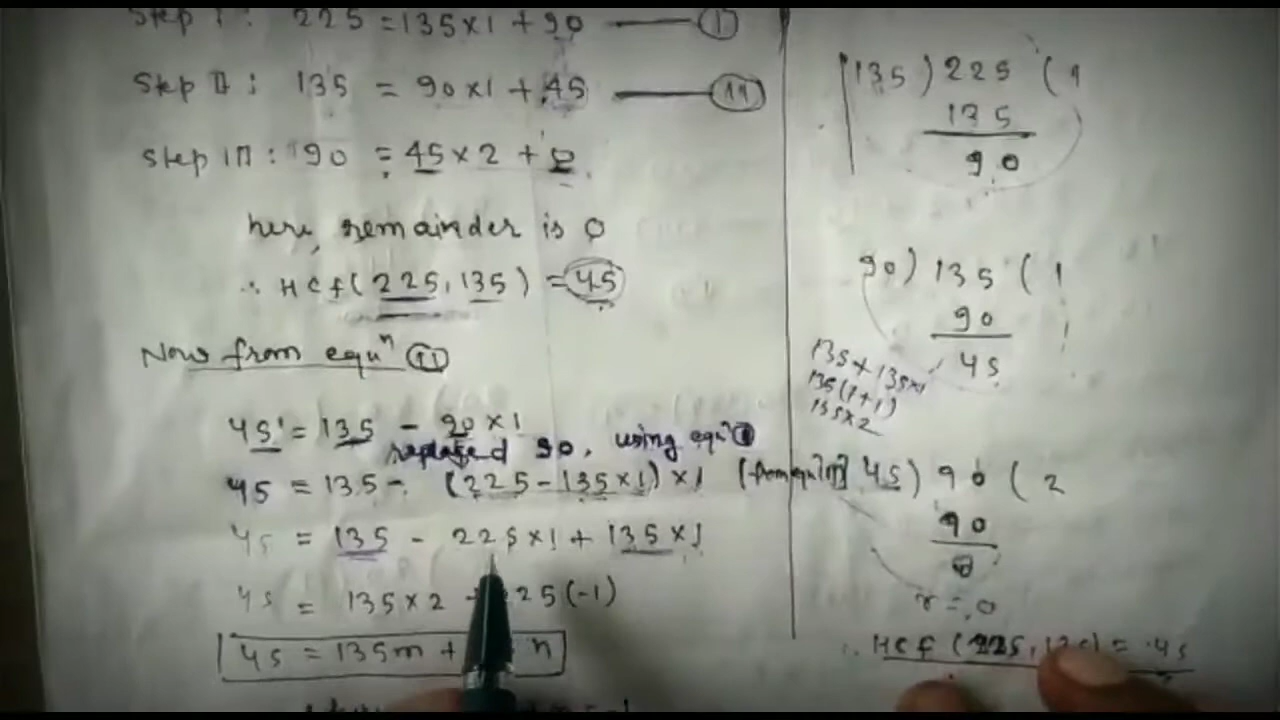 Step I : 225 = 135×1 + 90
Step II : 135 = 90×1 + 45 (11)
Step III : 90 = 45×2 + 0
here, remainder is 0
∴ HCf(225, 135) = 45
Now from equⁿ (11)
45 = 135 - 90×1
replaced 90, using equⁿ
45 = 135 - (225-135×1)×1
45 = 135 - 225×1 + 135×1
45 = 135×2 + 225(-1)
45 = 135m + n
135 ) 225 ( 1
135
90
90 ) 135 ( 1
90
45
135+135×1
135(1+1)
135×2
45 ) 90 ( 2
90
0
r = 0
∴ HCf (225, 135) = 45